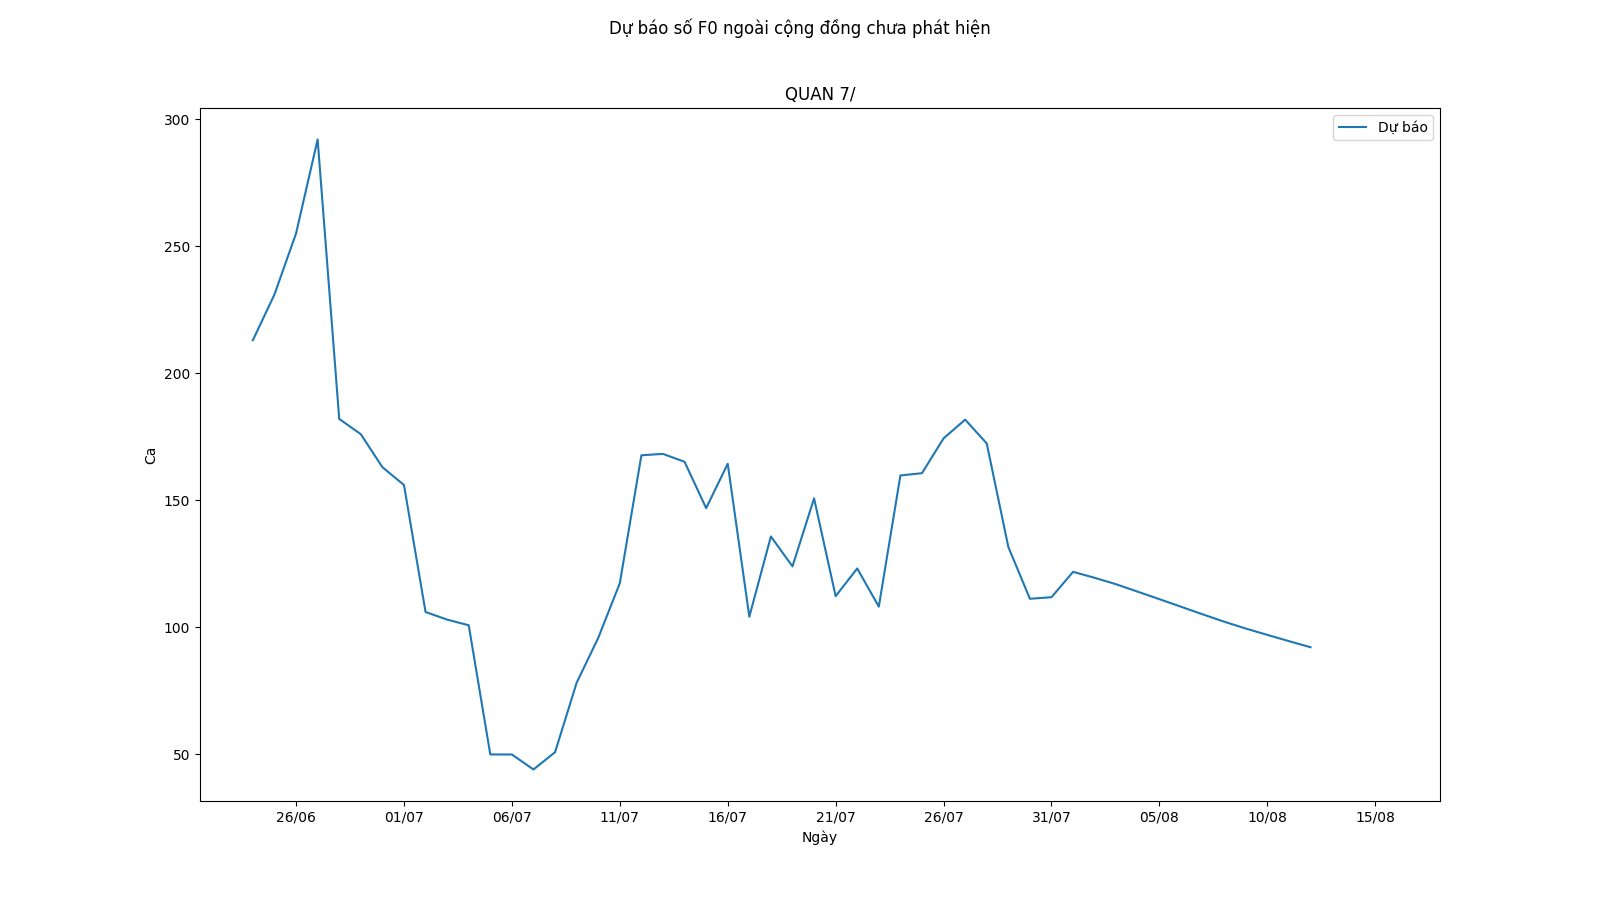 Dự báo số F0 ngoài cộng đồng chưa phát hiện
QUAN 7/
Dự báo
300
250
200
150
100
50
Ca
26/06 01/07 06/07 11/07 16/07 21/07 26/07 31/07 05/08 10/08 15/08
Ngày